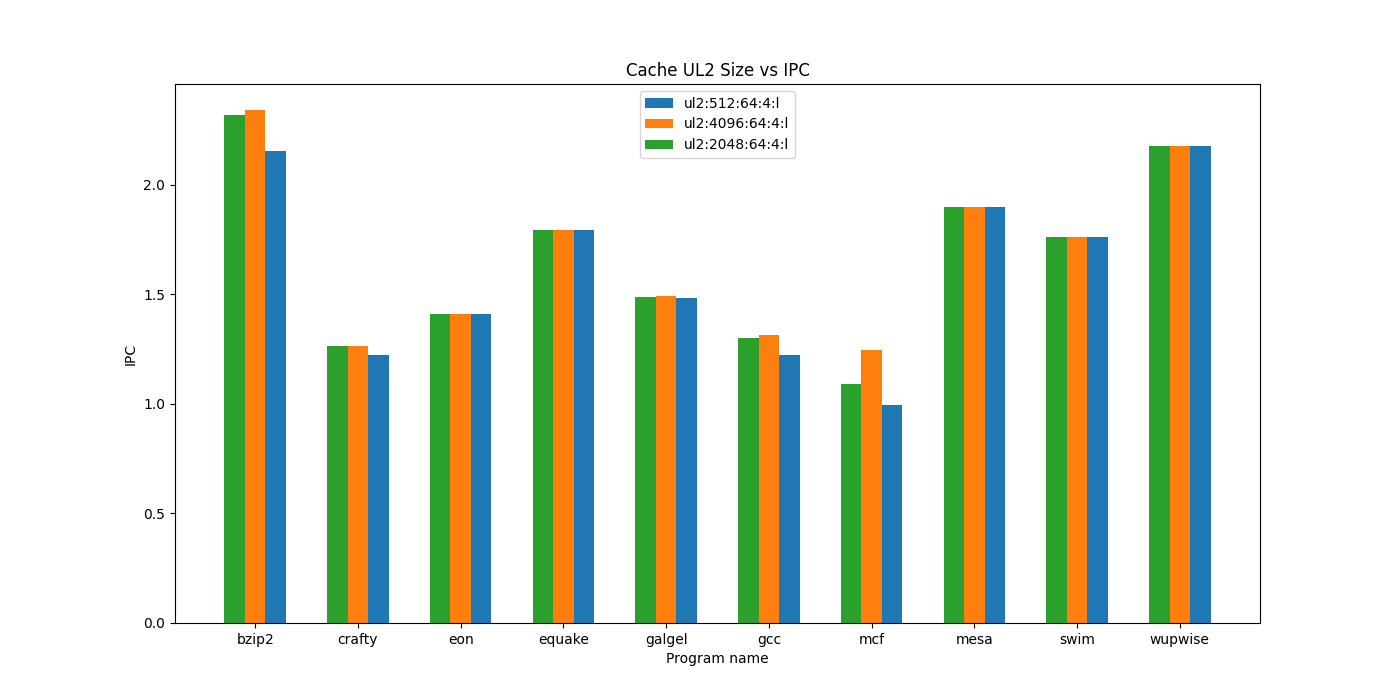 Cache UL2 Size vs IPC
ul2:512:64:4:l
ul2:4096:64:4:l
ul2:2048:64:4:l
IPC
2.0
1.5
1.0
0.5
0.0
bzip2 crafty eon equake galgel gcc mcf mesa swim wupwise
Program name